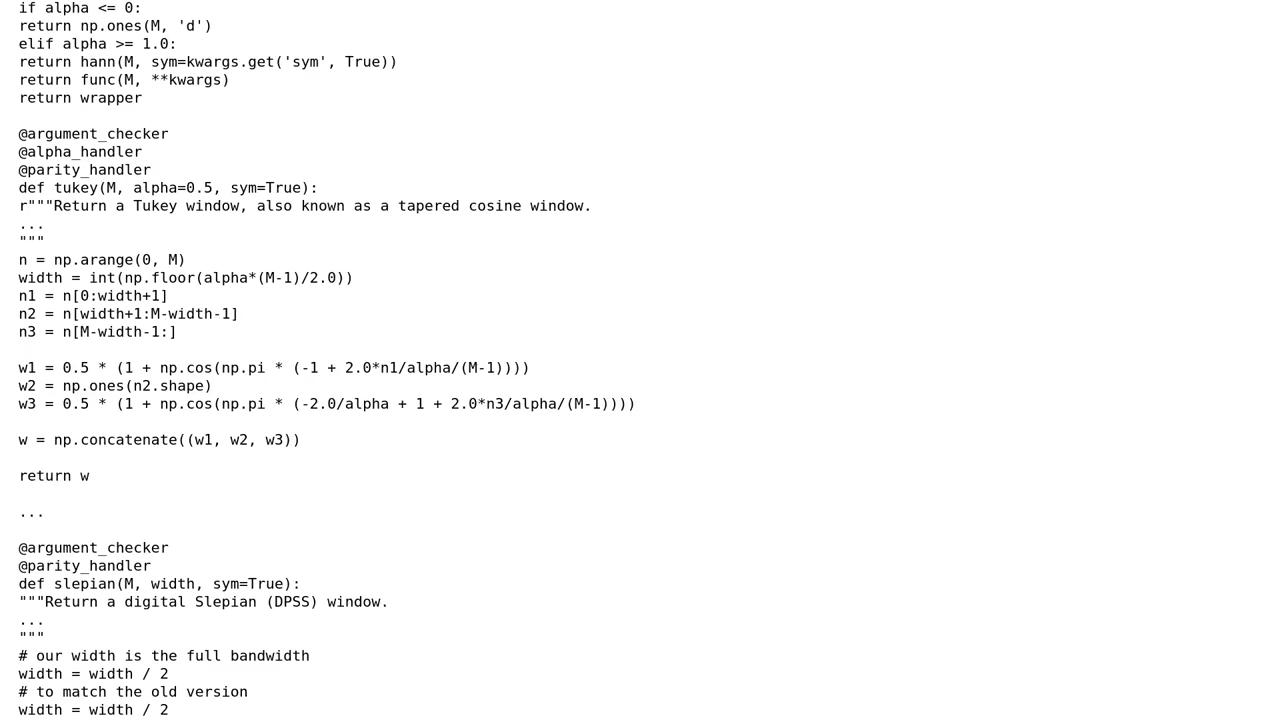 if alpha <= 0:
return np.ones(M, 'd')
elif alpha >= 1.0:
return hann(M, sym=kwargs.get('sym', True))
return func(M, **kwargs)
return wrapper

@argument_checker
@alpha_handler
@parity_handler
def tukey(M, alpha=0.5, sym=True):
r"""Return a Tukey window, also known as a tapered cosine window.
...
"""
n = np.arange(0, M)
width = int(np.floor(alpha*(M-1)/2.0))
n1 = n[0:width+1]
n2 = n[width+1:M-width-1]
n3 = n[M-width-1:]

w1 = 0.5 * (1 + np.cos(np.pi * (-1 + 2.0*n1/alpha/(M-1))))
w2 = np.ones(n2.shape)
w3 = 0.5 * (1 + np.cos(np.pi * (-2.0/alpha + 1 + 2.0*n3/alpha/(M-1))))

w = np.concatenate((w1, w2, w3))

return w

...

@argument_checker
@parity_handler
def slepian(M, width, sym=True):
"""Return a digital Slepian (DPSS) window.
...
"""
# our width is the full bandwidth
width = width / 2
# to match the old version
width = width / 2